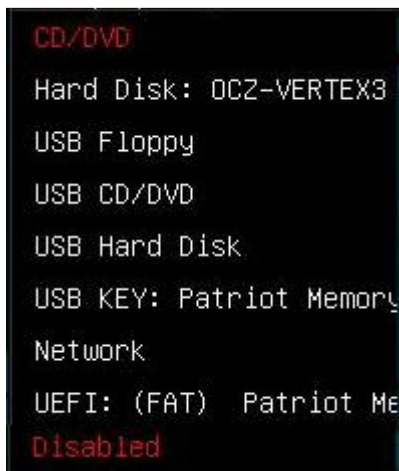 CD/DVD
Hard Disk: OCZ-VERTEX3
USB Floppy
USB CD/DVD
USB Hard Disk
USB KEY: Patriot Memory
Network
UEFI: (FAT) Patriot Me
Disabled